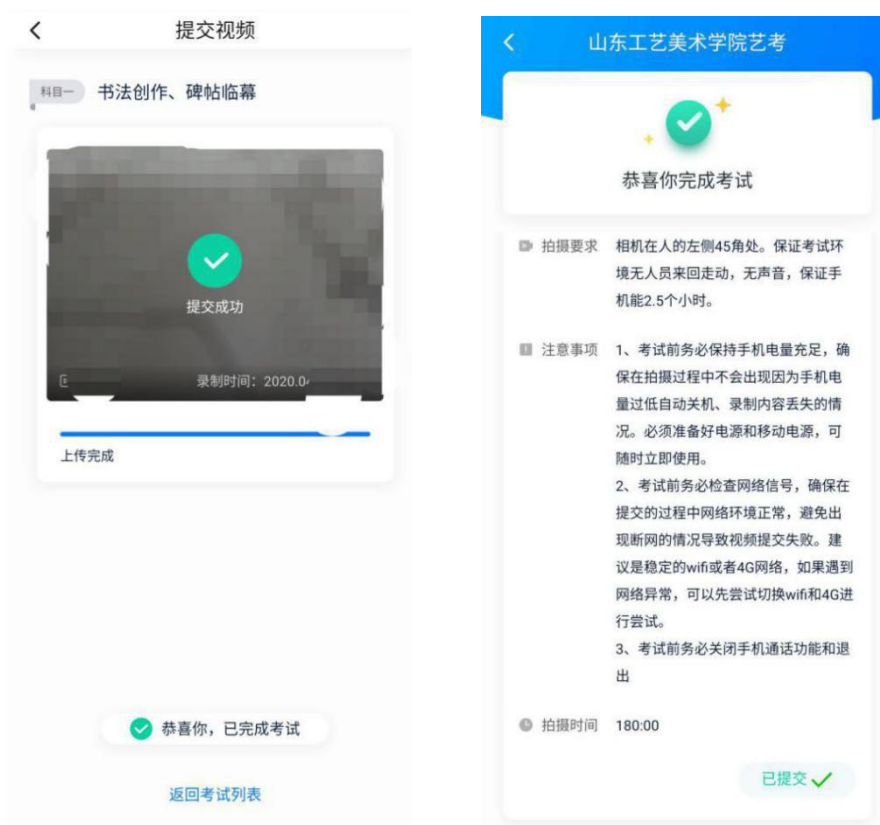 提交视频
科目一 书法创作、碑帖临幕
提交成功
录制时间：2020.0
上传完成
恭喜你，已完成考试
返回考试列表
山东工艺美术学院艺考
恭喜你完成考试
拍摄要求 相机在人的左侧45角处。保证考试环
境无人员来回走动，无声音，保证手
机能2.5个小时。
注意事项 1、考试前务必保持手机电量充足，确
保在拍摄过程中不会出现因为手机电
量过低自动关机、录制内容丢失的情
况。必须准备好电源和移动电源，可
随时立即使用。
2、考试前务必检查网络信号，确保在
提交的过程中网络环境正常，避免出
现断网的情况导致视频提交失败。建
议是稳定的wifi或者4G网络，如果遇到
网络异常，可以先尝试切换wifi和4G进
行尝试。
3、考试前务必关闭手机通话功能和退
出
拍摄时间 180:00
已提交